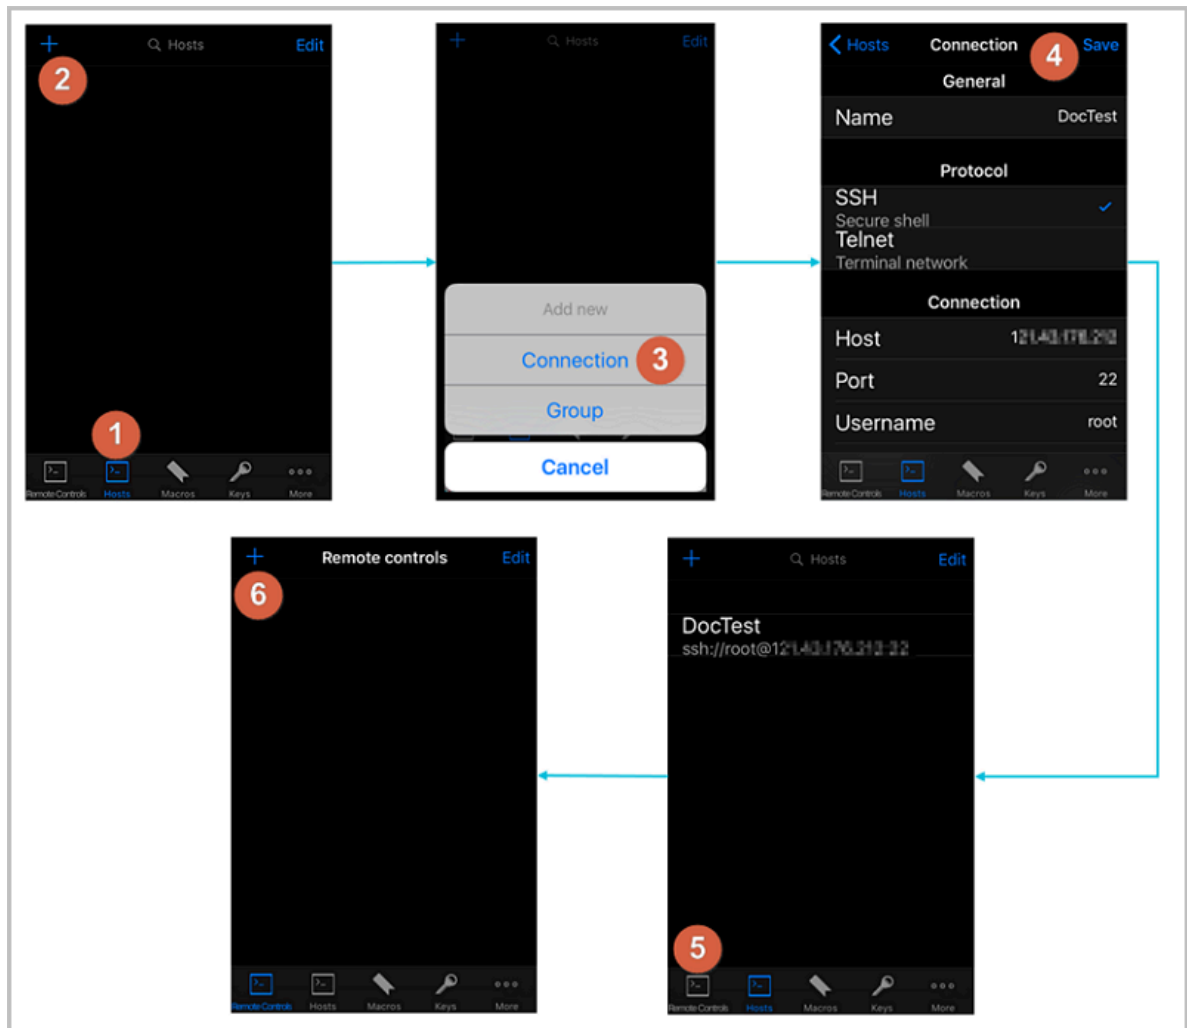 + Hosts Edit
2
1
Remote Controls Hosts Macros Keys More
+ Hosts Edit
Add new
Connection 3
Group
Cancel
Hosts Connection 4 Save
General
Name DocTest
Protocol
SSH
Secure shell
Telnet
Terminal network
Connection
Host
Port 22
Username root
Remote Controls Hosts Macros Keys More
+ Remote controls Edit
6
Remote Controls Hosts Macros Keys More
+ Hosts Edit
DocTest
ssh://root@
5
Remote Controls Hosts Macros Keys More